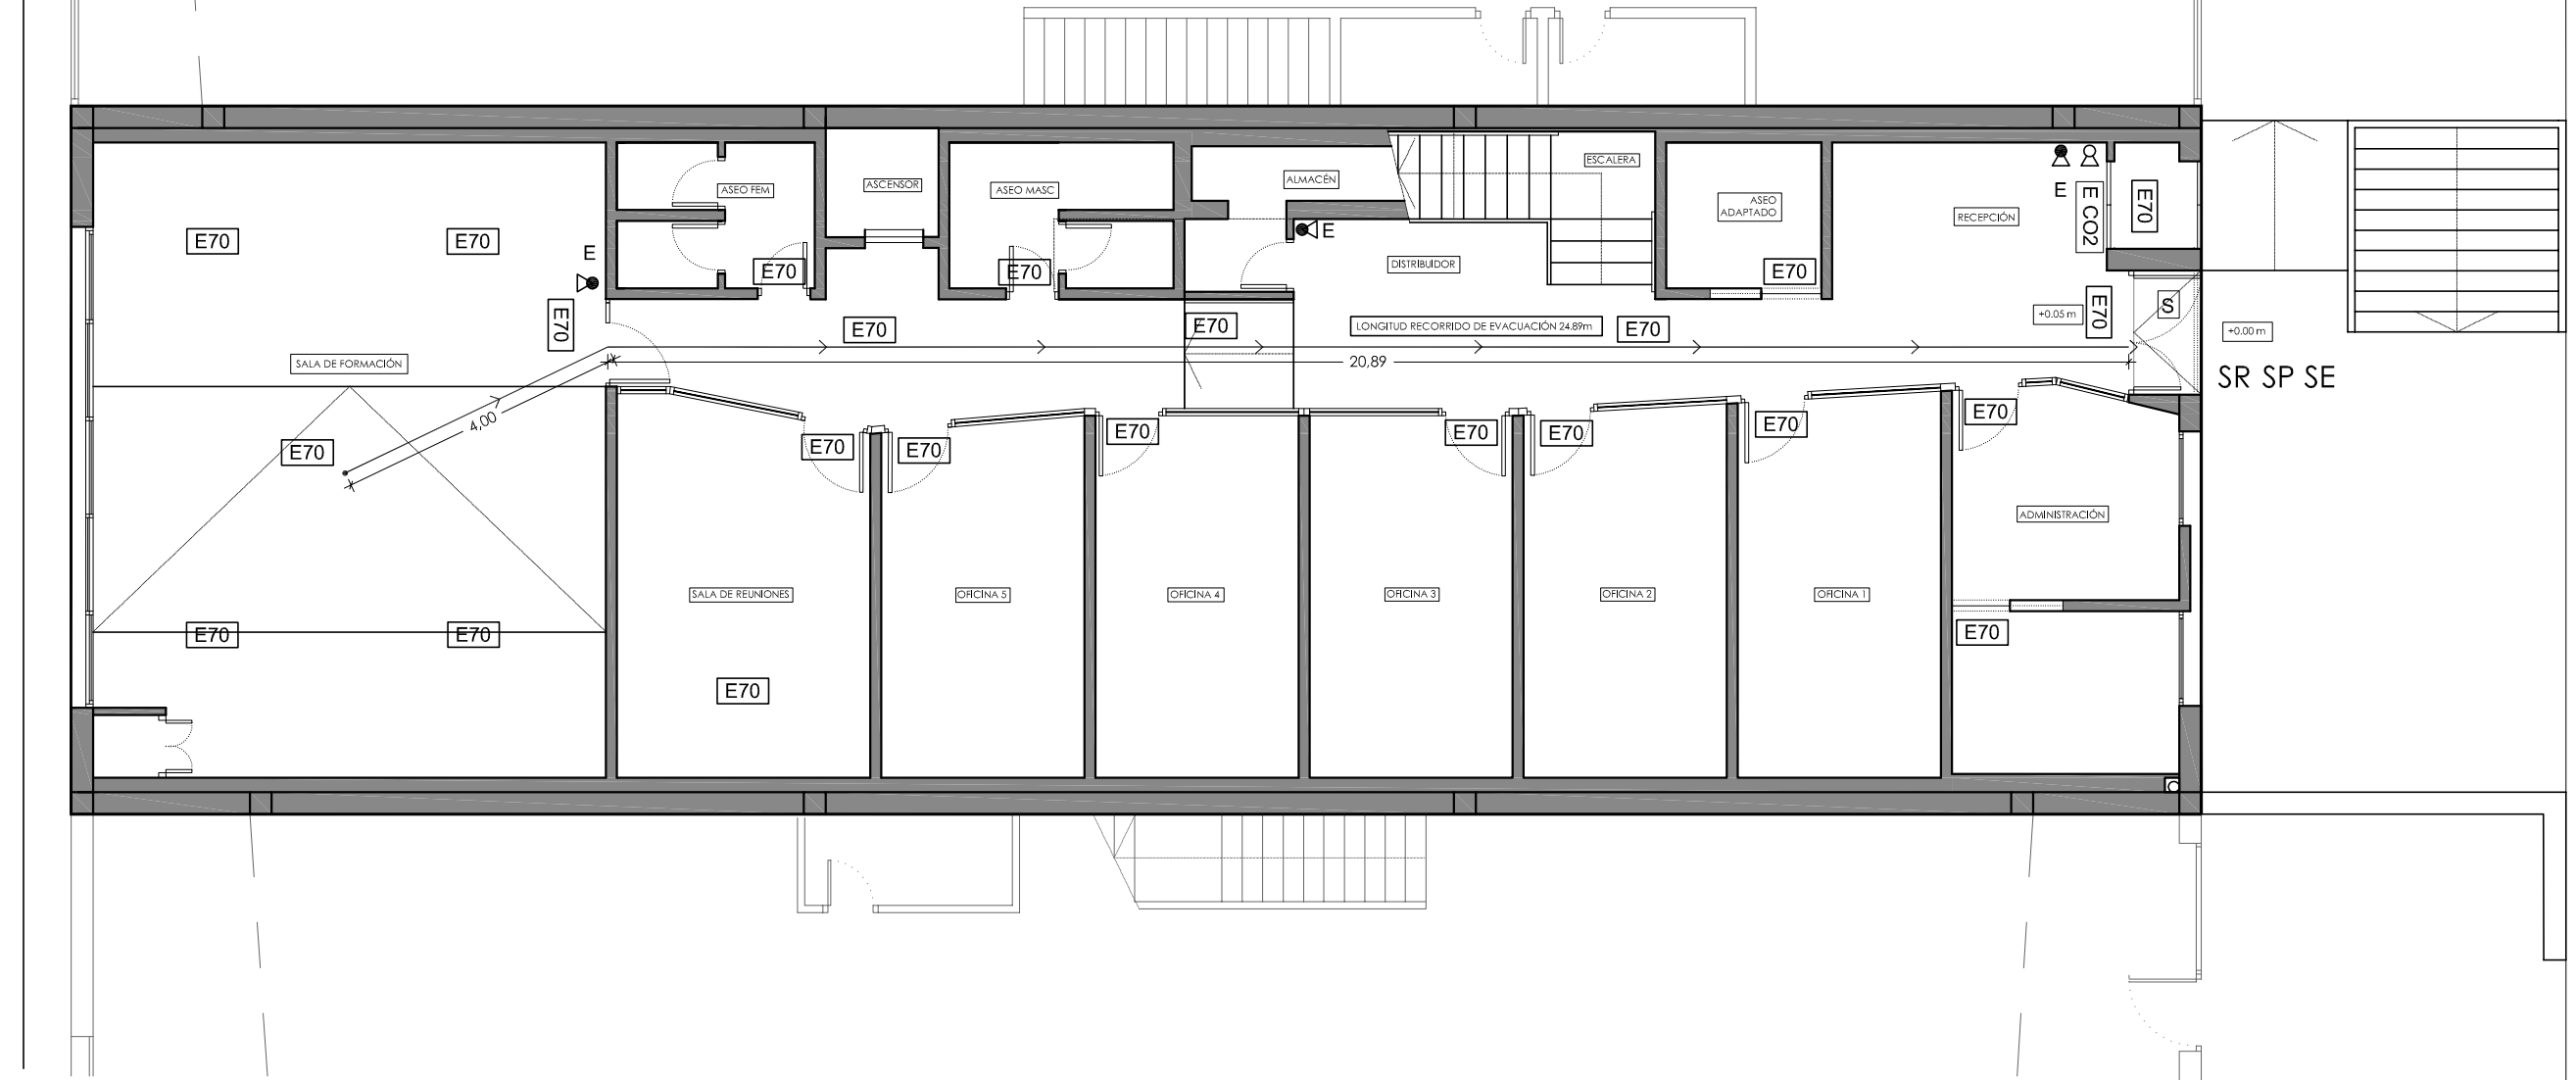 ESCALERA
ALMACÉN
ASCENSOR
ASEO FEM
ASEO MASC
ASEO
ADAPTADO
RECEPCIÓN
E
E CO2
E70
E70
E70
E
E
DISTRIBUIDOR
E70
E70
E70
E70
E70
E70
E70
LONGITUD RECORRIDO DE EVACUACIÓN 24.89m
E70
+0.05 m
E70
S
+0.00 m
SALA DE FORMACIÓN
20,89
SR SP SE
4,00
E70
E70
E70
E70
E70
E70
E70
E70
ADMINISTRACIÓN
SALA DE REUNIONES
OFICINA 5
OFICINA 4
OFICINA 3
OFICINA 2
OFICINA 1
E70
E70
E70
E70